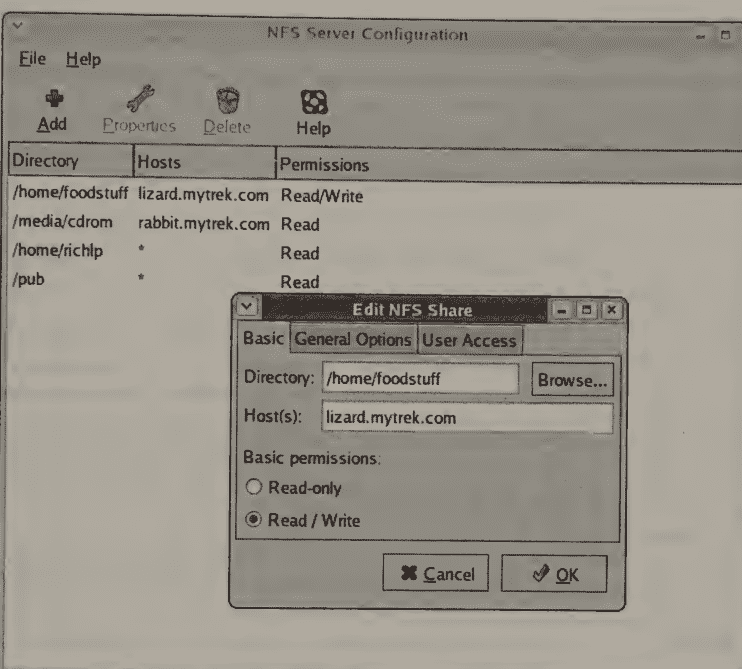 NFS Server Configuration
File Help
Add Properties Delete Help
Directory Hosts Permissions
/home/foodstuff lizard.mytrek.com Read/Write
/media/cdrom rabbit.mytrek.com Read
/home/richlp * Read
/pub * Read
Edit NFS Share
Basic General Options User Access
Directory: /home/foodstuff Browse...
Host(s): lizard.mytrek.com
Basic permissions:
Read-only
Read / Write
Cancel OK